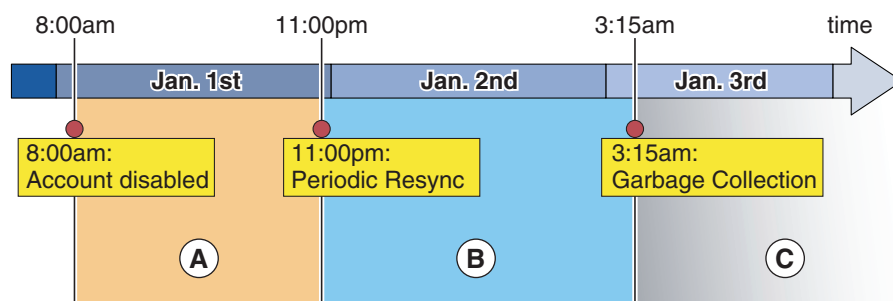 8:00am 11:00pm 3:15am time
Jan. 1st Jan. 2nd Jan. 3rd
8:00am:
Account disabled
11:00pm:
Periodic Resync
3:15am:
Garbage Collection
A B C